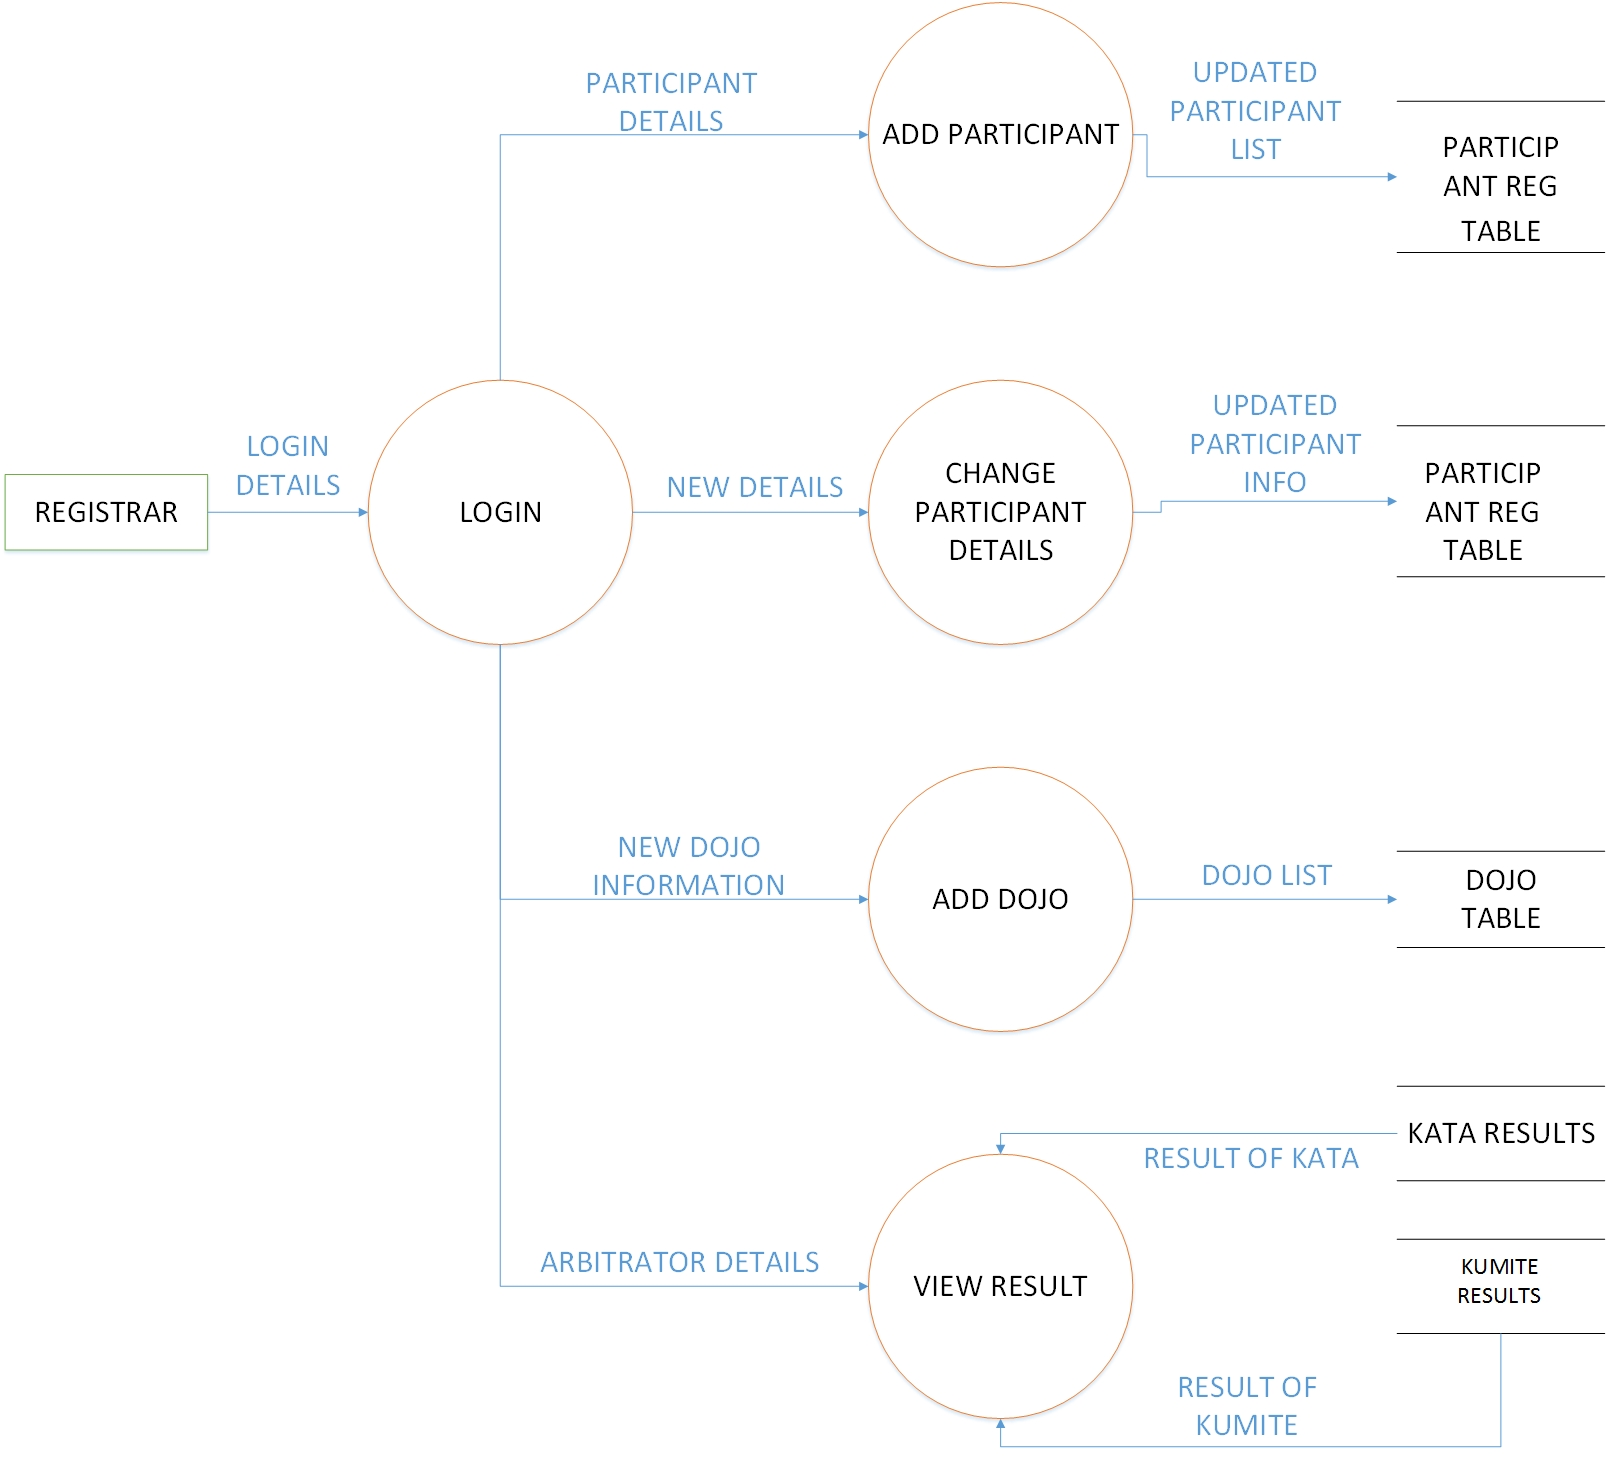 PARTICIPANT
DETAILS
ADD PARTICIPANT
UPDATED
PARTICIPANT
LIST
PARTICIP
ANT REG
TABLE
REGISTRAR
LOGIN
DETAILS
LOGIN
NEW DETAILS
CHANGE
PARTICIPANT
DETAILS
UPDATED
PARTICIPANT
INFO
PARTICIP
ANT REG
TABLE
NEW DOJO
INFORMATION
ADD DOJO
DOJO LIST
DOJO
TABLE
KATA RESULTS
RESULT OF KATA
ARBITRATOR DETAILS
VIEW RESULT
KUMITE
RESULTS
RESULT OF
KUMITE